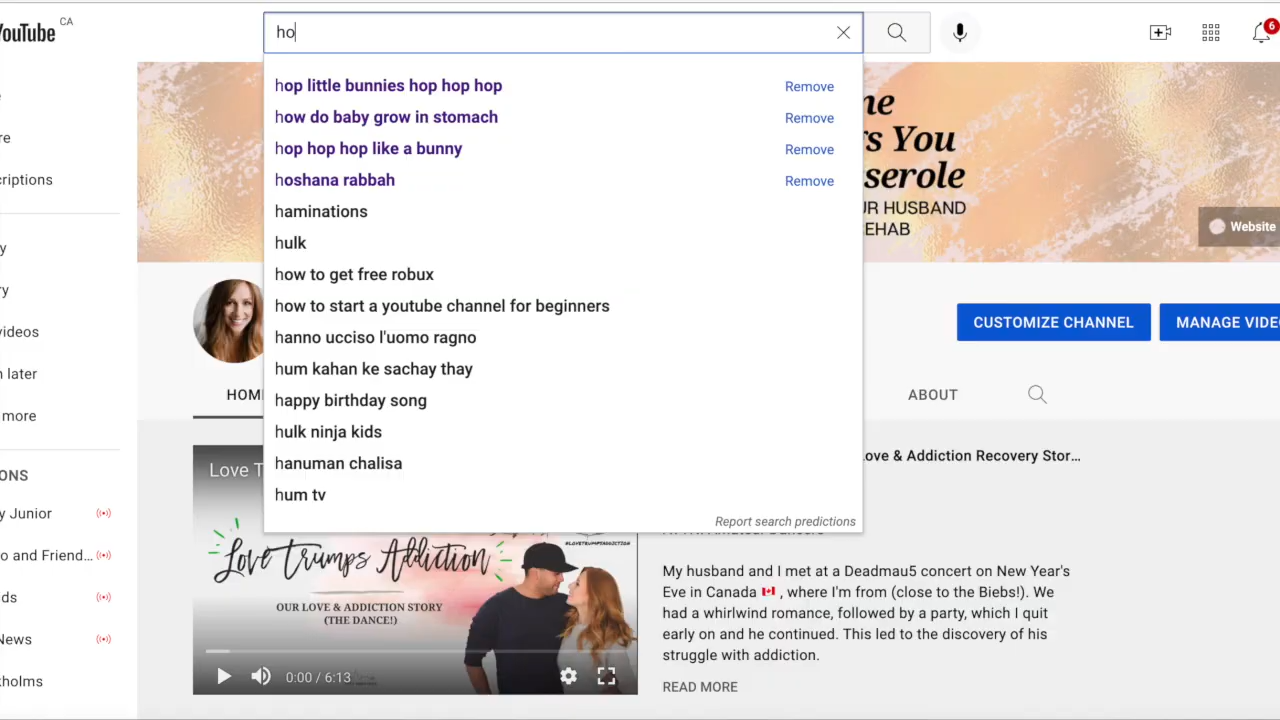 YouTube CA
ho
6
hop little bunnies hop hop hop Remove
how do baby grow in stomach Remove
hop hop hop like a bunny Remove
hoshana rabbah Remove
haminations
hulk
how to get free robux
how to start a youtube channel for beginners
hanno ucciso l'uomo ragno
hum kahan ke sachay thay
happy birthday song
hulk ninja kids
hanuman chalisa
hum tv
Report search predictions
s You
serole
UR HUSBAND
EHAB
Website
criptions
videos
later
more
ONS
y Junior
o and Friend...
ds
News
kholms
CUSTOMIZE CHANNEL
MANAGE VIDE
HOM
ABOUT
Love T
ove & Addiction Recovery Stor...
#LOVETRUMPSADDICTION
Love Trumps Addiction
OUR LOVE & ADDICTION STORY
(THE DANCE!)
0:00 / 6:13
My husband and I met at a Deadmau5 concert on New Year's
Eve in Canada 🇨🇦 , where I'm from (close to the Biebs!). We
had a whirlwind romance, followed by a party, which I quit
early on and he continued. This led to the discovery of his
struggle with addiction.
READ MORE